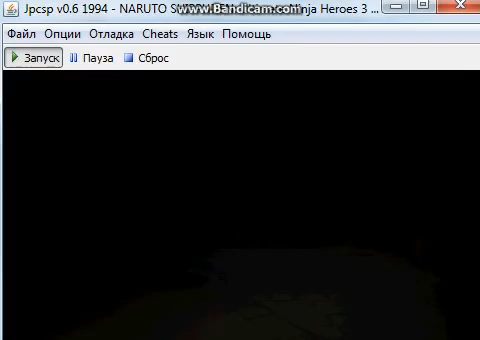 Jpcsp v0.6 1994 - NARUTO www.Bandicam.com Ninja Heroes 3 ...
Файл Опции Отладка Cheats Язык Помощь
Запуск Пауза Сброс